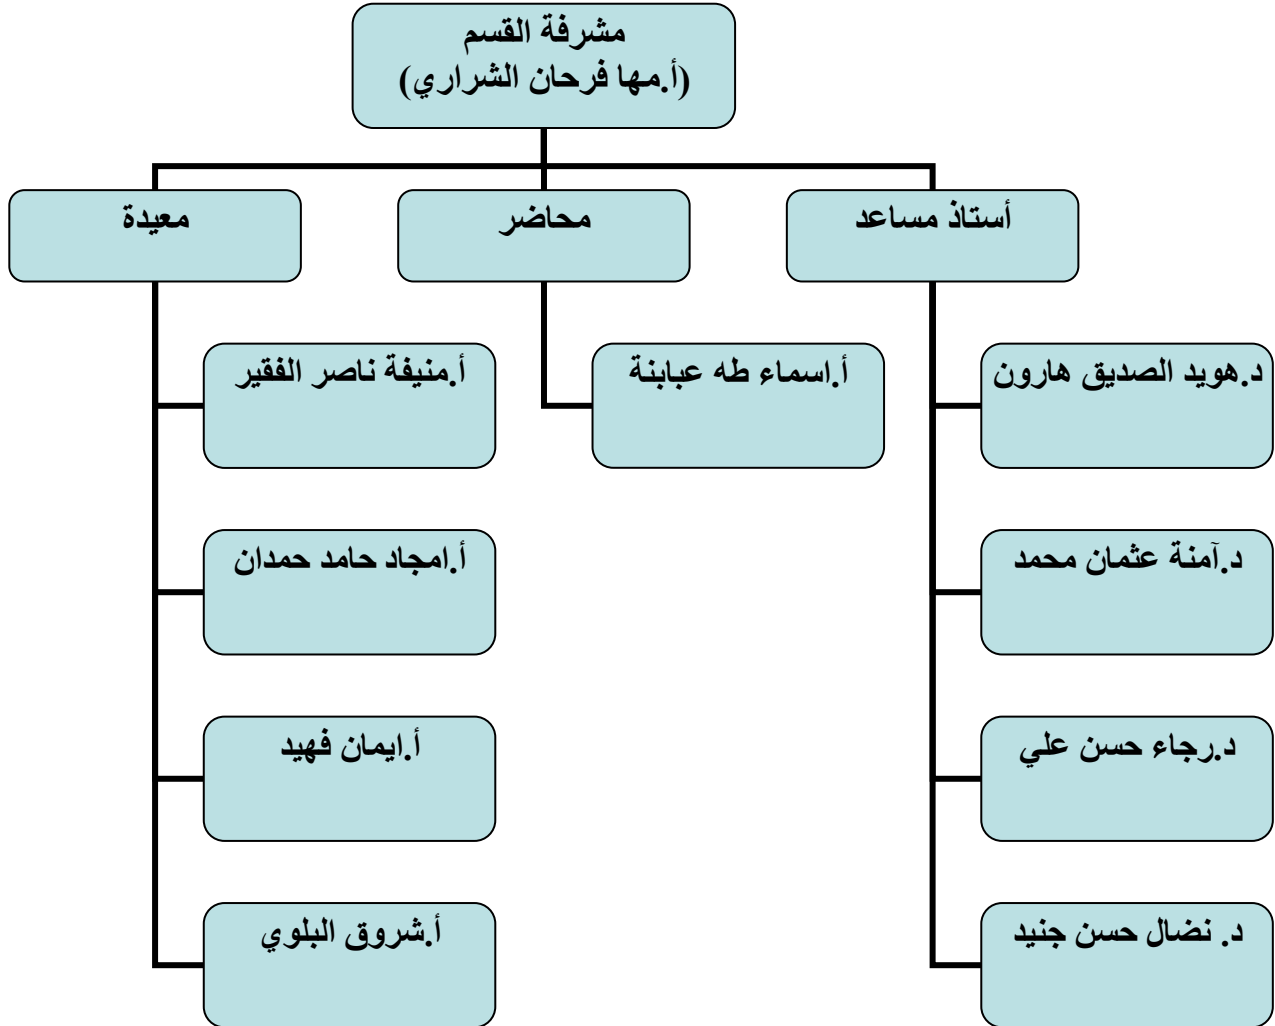 مشرفة القسم
(أ.مها فرحان الشراري)
أستاذ مساعد
محاضر
معيدة
د.هويد الصديق هارون
أ.اسماء طه عبابنة
أ.منيفة ناصر الفقير
د.آمنة عثمان محمد
أ.امجاد حامد حمدان
د.رجاء حسن علي
أ.ايمان فهيد
د. نضال حسن جنيد
أ.شروق البلوي